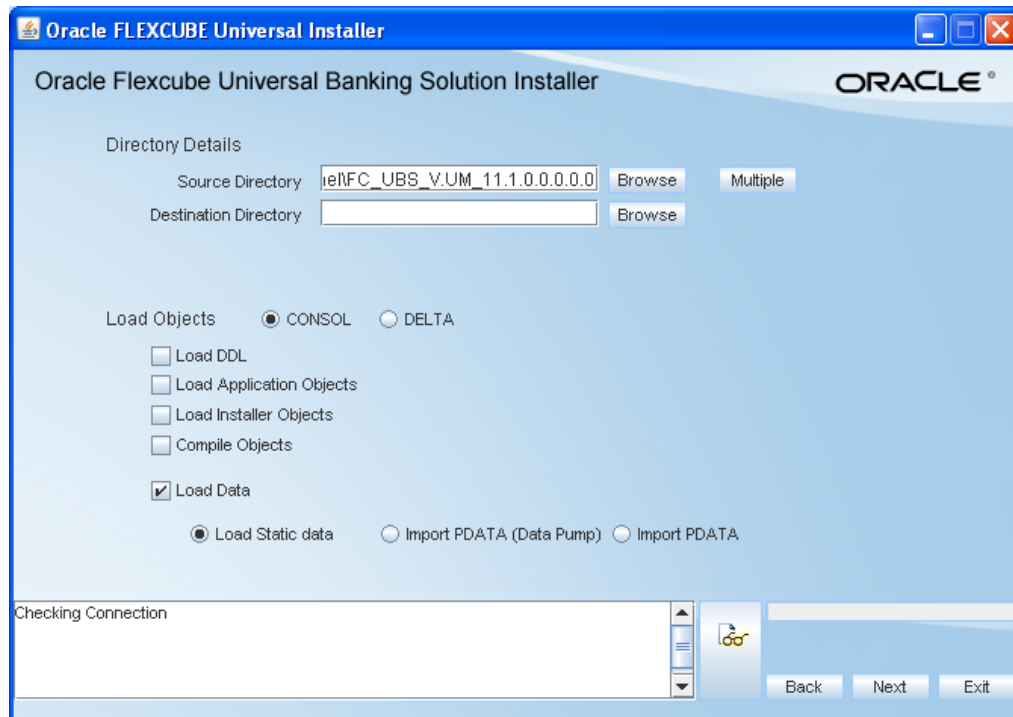 Oracle FLEXCUBE Universal Installer
Oracle Flexcube Universal Banking Solution Installer ORACLE®
Directory Details
Source Directory ıel\FC_UBS_V.UM_11.1.0.0.0.0.0 Browse Multiple
Destination Directory Browse
Load Objects CONSOL DELTA
Load DDL
Load Application Objects
Load Installer Objects
Compile Objects
Load Data
Load Static data Import PDATA (Data Pump) Import PDATA
Checking Connection
Back Next Exit